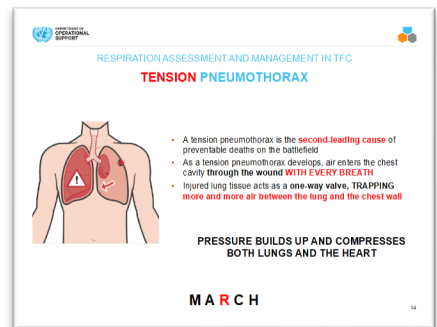 DEPARTMENT OF
OPERATIONAL
SUPPORT
RESPIRATION ASSESSMENT AND MANAGEMENT IN TFC
TENSION PNEUMOTHORAX
• A tension pneumothorax is the second-leading cause of
preventable deaths on the battlefield
• As a tension pneumothorax develops, air enters the chest
cavity through the wound WITH EVERY BREATH
• Injured lung tissue acts as a one-way valve, TRAPPING
more and more air between the lung and the chest wall
PRESSURE BUILDS UP AND COMPRESSES
BOTH LUNGS AND THE HEART
M A R C H
14